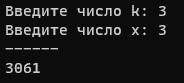 Введите число k: 3
Введите число x: 3
------
3061